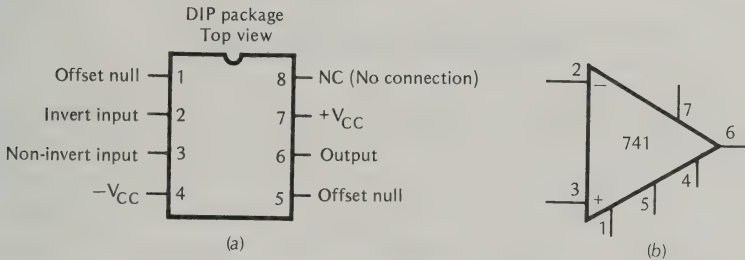 DIP package
Top view
Offset null 1
Invert input 2
Non-invert input 3
−VCC 4
8 NC (No connection)
7 +VCC
6 Output
5 Offset null
(a)
2
−
7
741
6
3
+
4
5
1
(b)